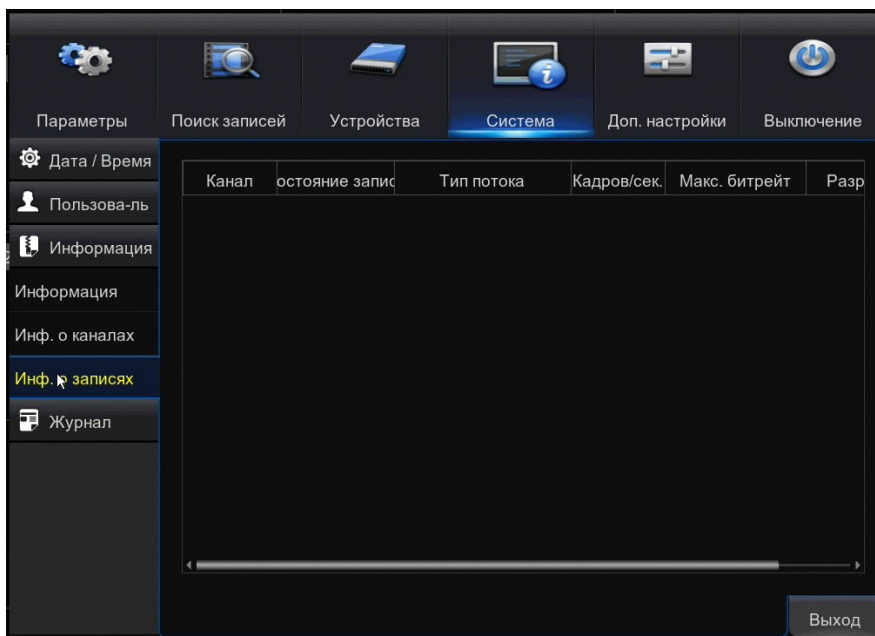 Параметры
Поиск записей
Устройства
Система
Доп. настройки
Выключение
Дата / Время
Пользова-ль
Информация
Информация
Инф. о каналах
Инф. о записях
Журнал
Канал остояние запис Тип потока Кадров/сек. Макс. битрейт Разр
Выход